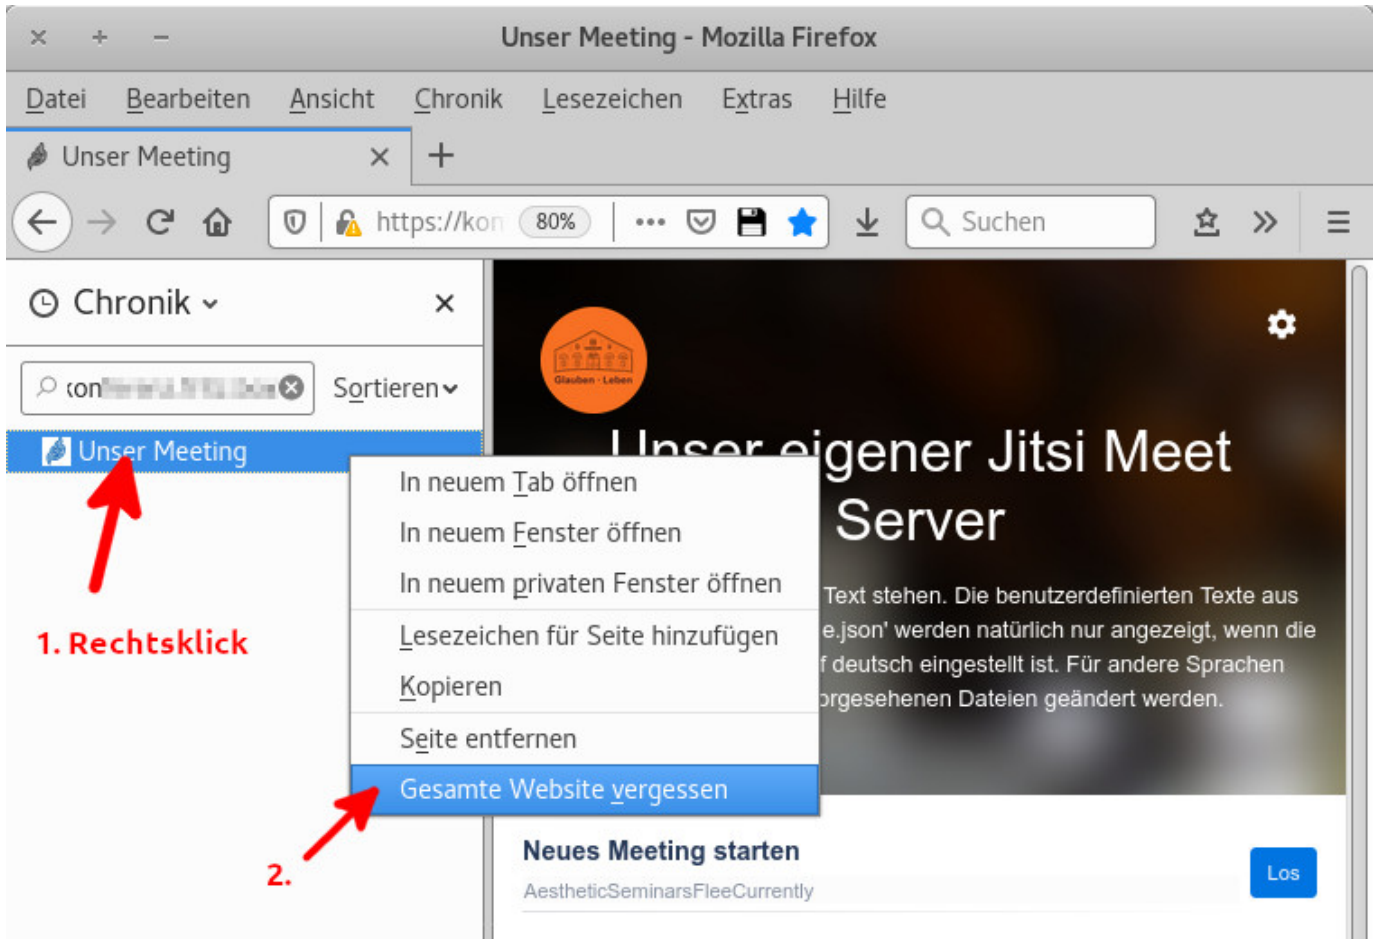 Unser Meeting - Mozilla Firefox
Datei Bearbeiten Ansicht Chronik Lesezeichen Extras Hilfe
Unser Meeting
https://kon 80% Suchen
Chronik
kon Sortieren
Unser Meeting
Glauben · Leben
Unser eigener Jitsi Meet
Server
Text stehen. Die benutzerdefinierten Texte aus
e.json' werden natürlich nur angezeigt, wenn die
f deutsch eingestellt ist. Für andere Sprachen
orgesehenen Dateien geändert werden.
In neuem Tab öffnen
In neuem Fenster öffnen
In neuem privaten Fenster öffnen
Lesezeichen für Seite hinzufügen
Kopieren
Seite entfernen
Gesamte Website vergessen
1. Rechtsklick
2.
Neues Meeting starten
AestheticSeminarsFleeCurrently
Los